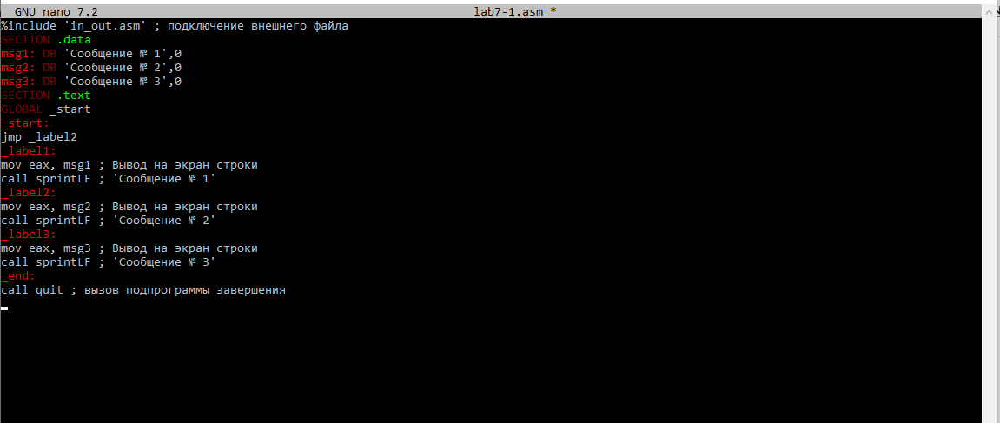 GNU nano 7.2 lab7-1.asm *
%include 'in_out.asm' ; подключение внешнего файла
SECTION .data
msg1: DB 'Сообщение № 1',0
msg2: DB 'Сообщение № 2',0
msg3: DB 'Сообщение № 3',0
SECTION .text
GLOBAL _start
_start:
jmp _label2
_label1:
mov eax, msg1 ; Вывод на экран строки
call sprintLF ; 'Сообщение № 1'
_label2:
mov eax, msg2 ; Вывод на экран строки
call sprintLF ; 'Сообщение № 2'
_label3:
mov eax, msg3 ; Вывод на экран строки
call sprintLF ; 'Сообщение № 3'
_end:
call quit ; вызов подпрограммы завершения